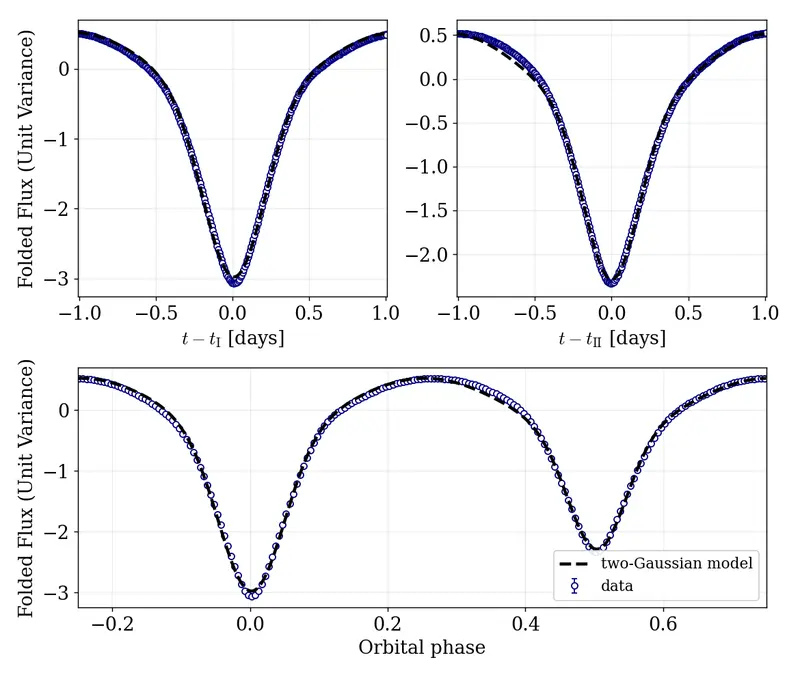 Folded Flux (Unit Variance)
0
−1
−2
−3
−1.0 −0.5 0.0 0.5 1.0
t − t_I [days]
0.5
0.0
−0.5
−1.0
−1.5
−2.0
−1.0 −0.5 0.0 0.5 1.0
t − t_II [days]
Folded Flux (Unit Variance)
0
−1
−2
−3
two-Gaussian model
data
−0.2 0.0 0.2 0.4 0.6
Orbital phase